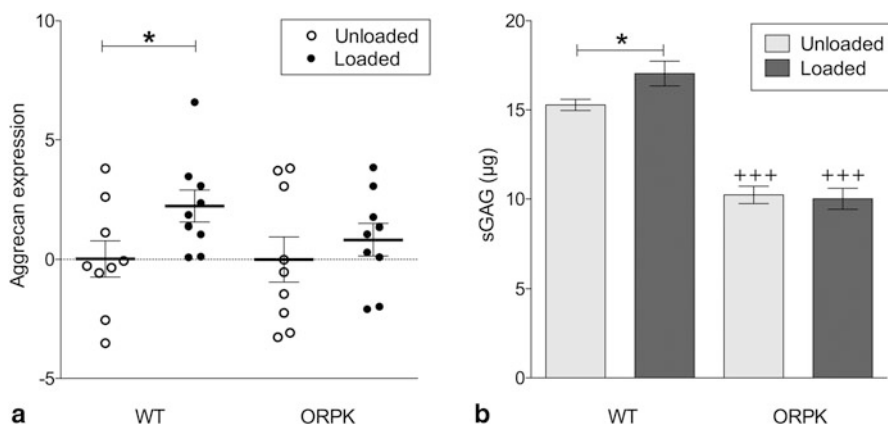 10
5
0
-5
Aggrecan expression
*
Unloaded
Loaded
WT
ORPK
a
20
15
10
5
0
sGAG (µg)
*
Unloaded
Loaded
+++
+++
WT
ORPK
b